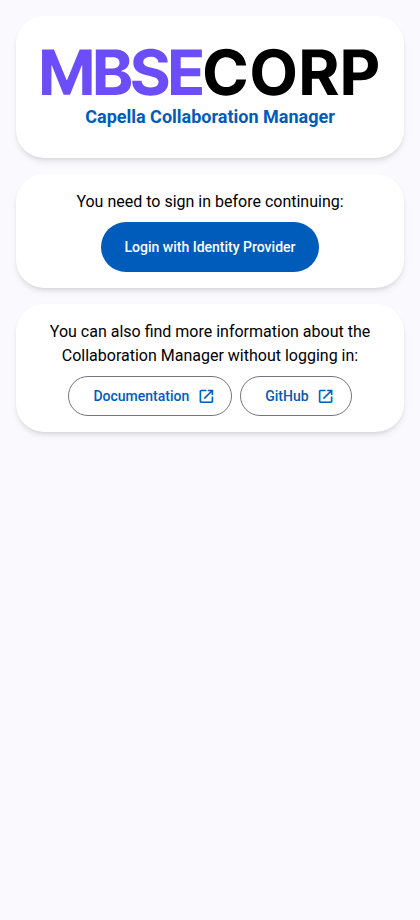 MBSECORP
Capella Collaboration Manager
You need to sign in before continuing:
Login with Identity Provider
You can also find more information about the
Collaboration Manager without logging in:
Documentation
GitHub